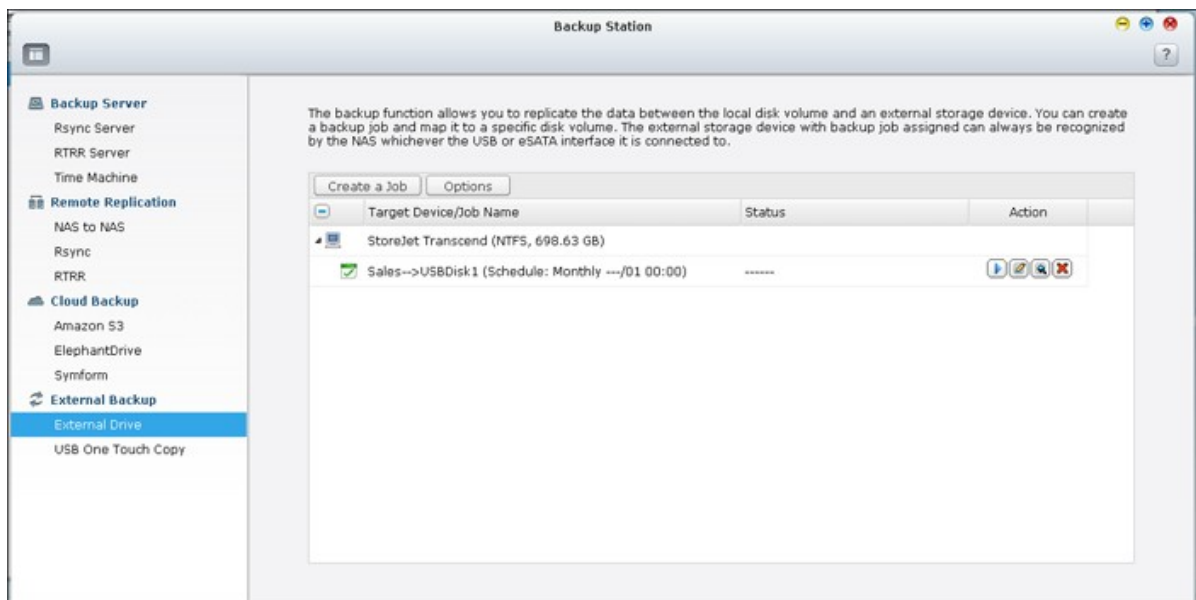 Backup Station
?
Backup Server
Rsync Server
RTRR Server
Time Machine
Remote Replication
NAS to NAS
Rsync
RTRR
Cloud Backup
Amazon S3
ElephantDrive
Symform
External Backup
External Drive
USB One Touch Copy
The backup function allows you to replicate the data between the local disk volume and an external storage device. You can create
a backup job and map it to a specific disk volume. The external storage device with backup job assigned can always be recognized
by the NAS whichever the USB or eSATA interface it is connected to.
Create a Job Options
Target Device/Job Name Status Action
StoreJet Transcend (NTFS, 698.63 GB)
Sales-->USBDisk1 (Schedule: Monthly ---/01 00:00) ------